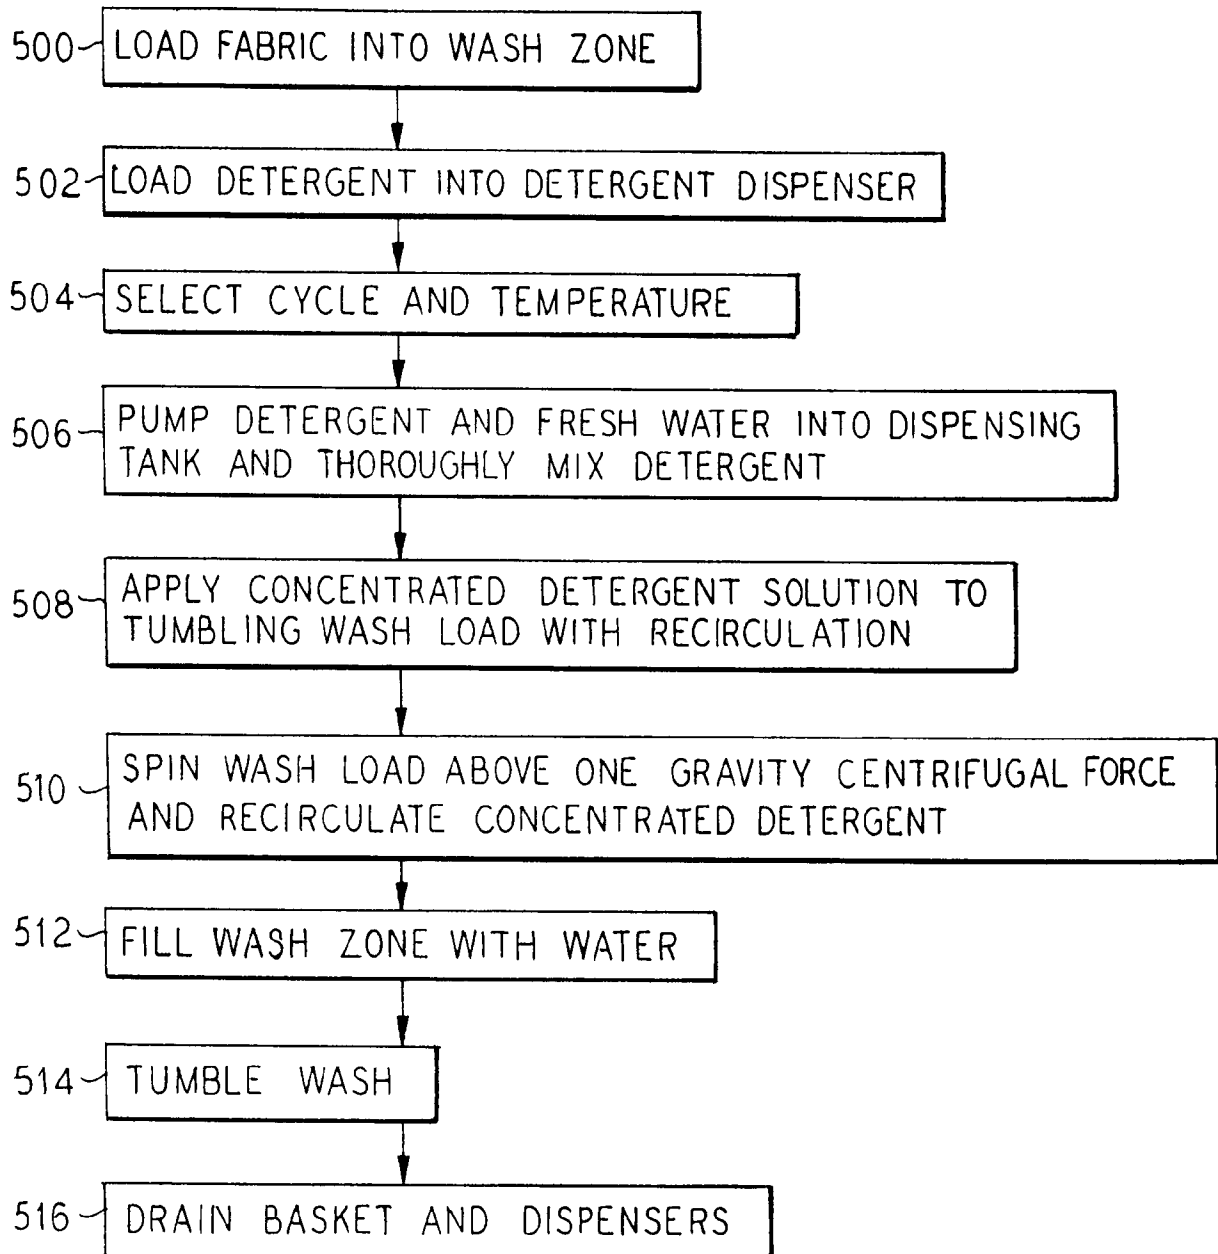 500 LOAD FABRIC INTO WASH ZONE
502 LOAD DETERGENT INTO DETERGENT DISPENSER
504 SELECT CYCLE AND TEMPERATURE
506 PUMP DETERGENT AND FRESH WATER INTO DISPENSING
TANK AND THOROUGHLY MIX DETERGENT
508 APPLY CONCENTRATED DETERGENT SOLUTION TO
TUMBLING WASH LOAD WITH RECIRCULATION
510 SPIN WASH LOAD ABOVE ONE GRAVITY CENTRIFUGAL FORCE
AND RECIRCULATE CONCENTRATED DETERGENT
512 FILL WASH ZONE WITH WATER
514 TUMBLE WASH
516 DRAIN BASKET AND DISPENSERS